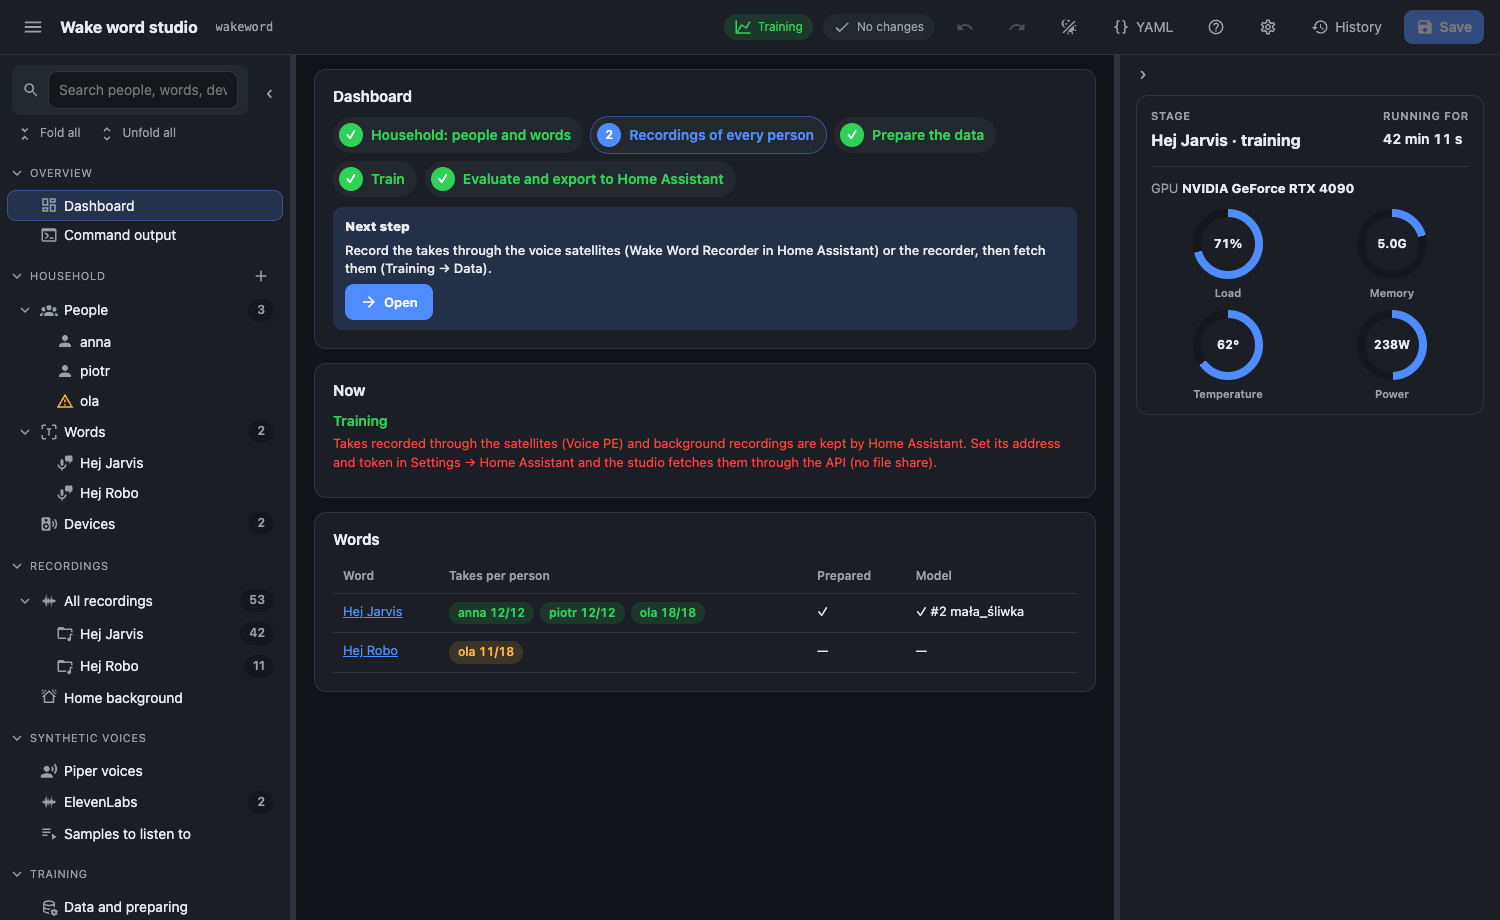 Wake word studio wakeword
Training
No changes
YAML
History
Save
Search people, words, dev
Fold all
Unfold all
OVERVIEW
Dashboard
Command output
HOUSEHOLD
People 3
anna
piotr
ola
Words 2
Hej Jarvis
Hej Robo
Devices 2
RECORDINGS
All recordings 53
Hej Jarvis 42
Hej Robo 11
Home background
SYNTHETIC VOICES
Piper voices
ElevenLabs 2
Samples to listen to
TRAINING
Data and preparing
Dashboard
Household: people and words
2 Recordings of every person
Prepare the data
Train
Evaluate and export to Home Assistant
Next step
Record the takes through the voice satellites (Wake Word Recorder in Home Assistant) or the recorder, then fetch
them (Training → Data).
→ Open
Now
Training
Takes recorded through the satellites (Voice PE) and background recordings are kept by Home Assistant. Set its address
and token in Settings → Home Assistant and the studio fetches them through the API (no file share).
Words
Word Takes per person Prepared Model
Hej Jarvis anna 12/12 piotr 12/12 ola 18/18 ✓ ✓ #2 mała_śliwka
Hej Robo ola 11/18 — —
STAGE
Hej Jarvis · training
RUNNING FOR
42 min 11 s
GPU NVIDIA GeForce RTX 4090
71%
Load
5.0G
Memory
62°
Temperature
238W
Power